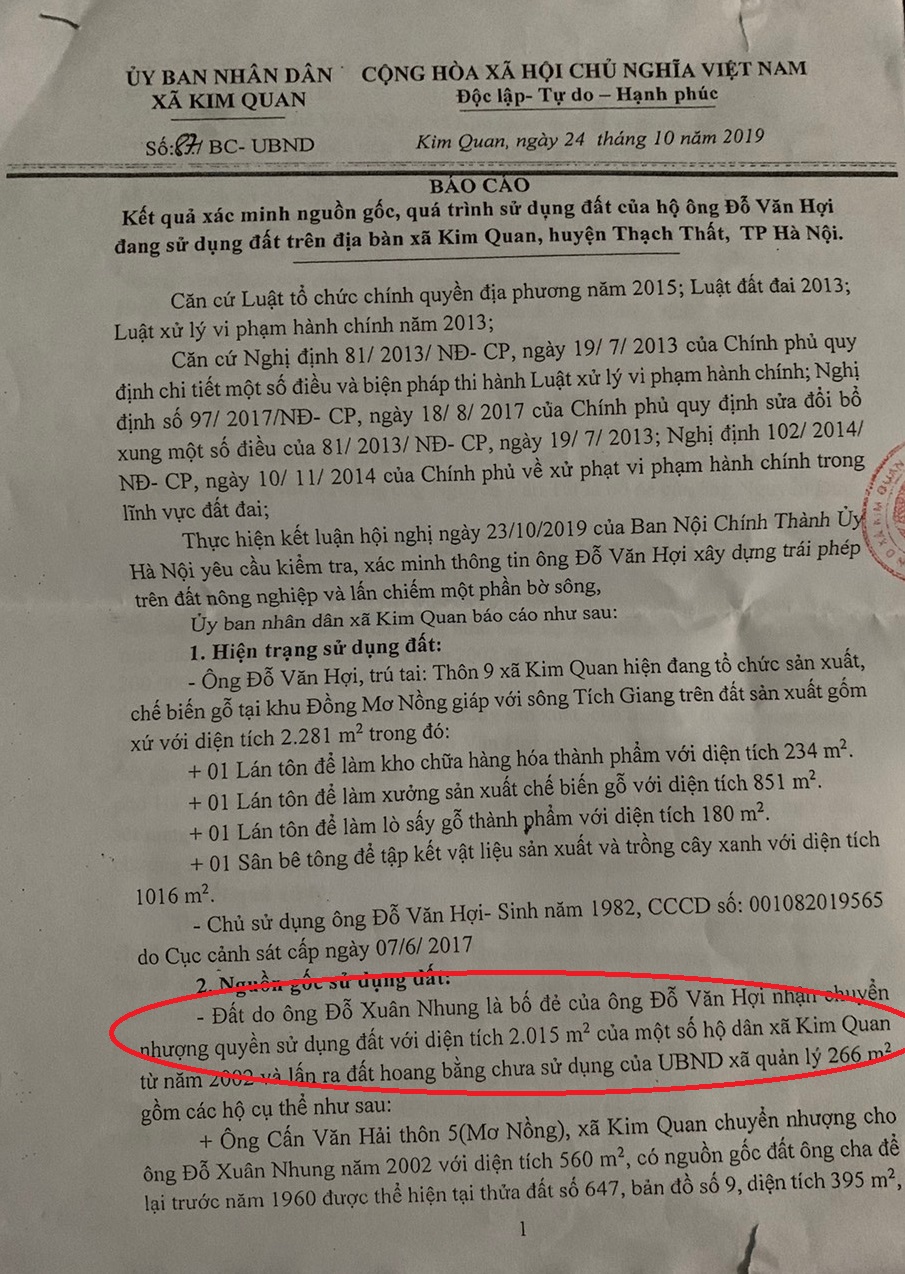 ỦY BAN NHÂN DÂN CỘNG HÒA XÃ HỘI CHỦ NGHĨA VIỆT NAM
XÃ KIM QUAN Độc lập- Tự do – Hạnh phúc
Số: / BC- UBND Kim Quan, ngày 24 tháng 10 năm 2019
BÁO CÁO
Kết quả xác minh nguồn gốc, quá trình sử dụng đất của hộ ông Đỗ Văn Hợi
đang sử dụng đất trên địa bàn xã Kim Quan, huyện Thạch Thất, TP Hà Nội.
Căn cứ Luật tổ chức chính quyền địa phương năm 2015; Luật đất đai 2013;
Luật xử lý vi phạm hành chính năm 2013;
Căn cứ Nghị định 81/ 2013/ NĐ- CP, ngày 19/ 7/ 2013 của Chính phủ quy
định chi tiết một số điều và biện pháp thi hành Luật xử lý vi phạm hành chính; Nghị
định số 97/ 2017/NĐ- CP, ngày 18/ 8/ 2017 của Chính phủ quy định sửa đổi bổ
xung một số điều của 81/ 2013/ NĐ- CP, ngày 19/ 7/ 2013; Nghị định 102/ 2014/
NĐ- CP, ngày 10/ 11/ 2014 của Chính phủ về xử phạt vi phạm hành chính trong
lĩnh vực đất đai;
Thực hiện kết luận hội nghị ngày 23/10/2019 của Ban Nội Chính Thành Ủy
Hà Nội yêu cầu kiểm tra, xác minh thông tin ông Đỗ Văn Hợi xây dựng trái phép
trên đất nông nghiệp và lấn chiếm một phần bờ sông,
Ủy ban nhân dân xã Kim Quan báo cáo như sau:
1. Hiện trạng sử dụng đất:
- Ông Đỗ Văn Hợi, trú tai: Thôn 9 xã Kim Quan hiện đang tổ chức sản xuất,
chế biến gỗ tại khu Đồng Mơ Nồng giáp với sông Tích Giang trên đất sản xuất gốm
xứ với diện tích 2.281 m² trong đó:
+ 01 Lán tôn để làm kho chữa hàng hóa thành phẩm với diện tích 234 m².
+ 01 Lán tôn để làm xưởng sản xuất chế biến gỗ với diện tích 851 m².
+ 01 Lán tôn để làm lò sấy gỗ thành phẩm với diện tích 180 m².
+ 01 Sân bê tông để tập kết vật liệu sản xuất và trồng cây xanh với diện tích
1016 m².
- Chủ sử dụng ông Đỗ Văn Hợi- Sinh năm 1982, CCCD số: 001082019565
do Cục cảnh sát cấp ngày 07/6/ 2017
2. Nguồn gốc sử dụng đất:
- Đất do ông Đỗ Xuân Nhung là bố đẻ của ông Đỗ Văn Hợi nhận chuyển
nhượng quyền sử dụng đất với diện tích 2.015 m² của một số hộ dân xã Kim Quan
từ năm 2002 và lấn ra đất hoang bằng chưa sử dụng của UBND xã quản lý 266 m²
gồm các hộ cụ thể như sau:
+ Ông Cấn Văn Hải thôn 5(Mơ Nồng), xã Kim Quan chuyển nhượng cho
ông Đỗ Xuân Nhung năm 2002 với diện tích 560 m², có nguồn gốc đất ông cha để
lại trước năm 1960 được thể hiện tại thửa đất số 647, bản đồ số 9, diện tích 395 m²,
1